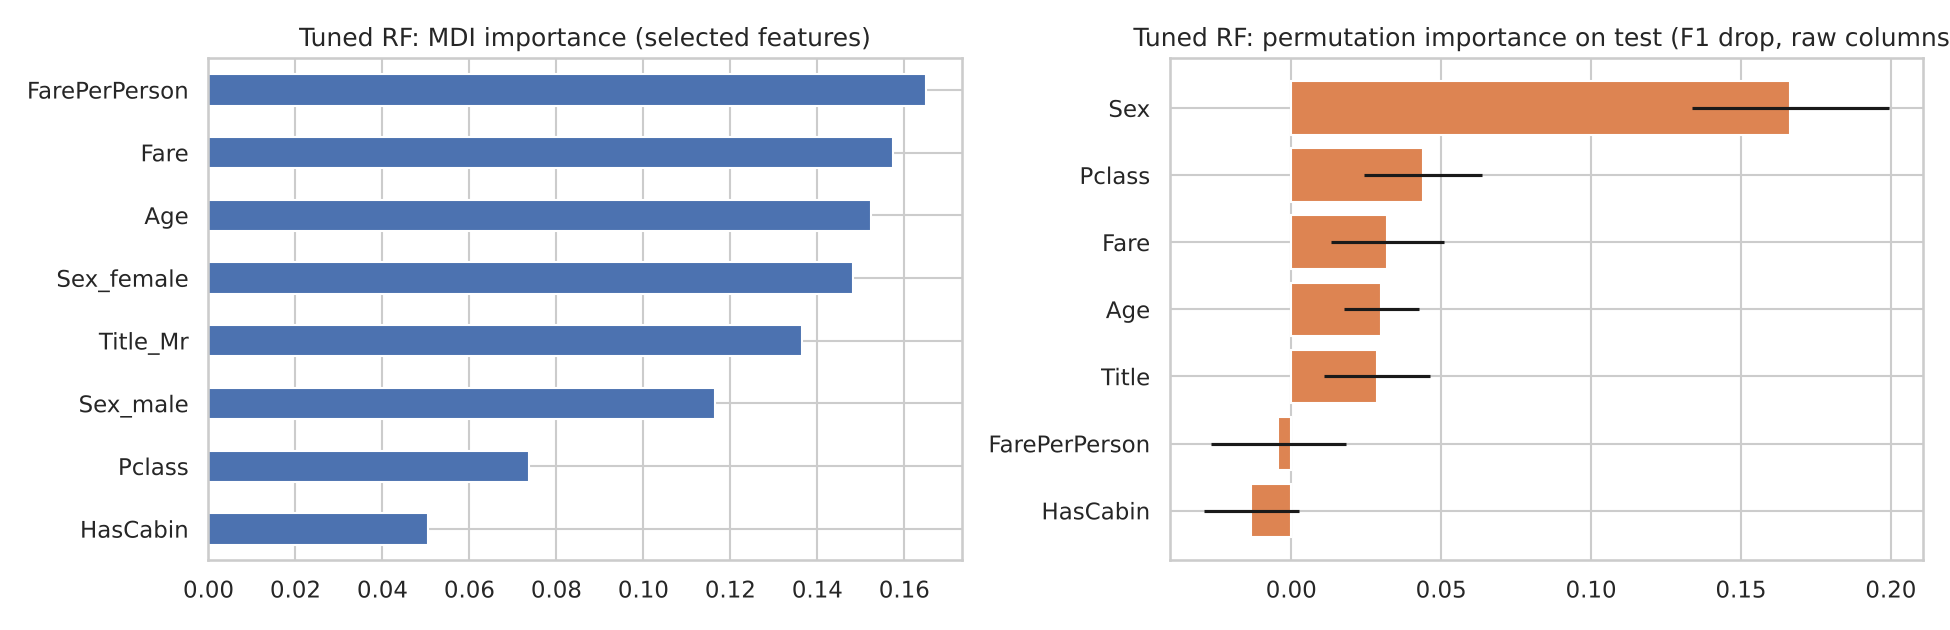 Tuned RF: MDI importance (selected features)
FarePerPerson
Fare
Age
Sex_female
Title_Mr
Sex_male
Pclass
HasCabin
0.00 0.02 0.04 0.06 0.08 0.10 0.12 0.14 0.16
Tuned RF: permutation importance on test (F1 drop, raw columns
Sex
Pclass
Fare
Age
Title
FarePerPerson
HasCabin
0.00 0.05 0.10 0.15 0.20